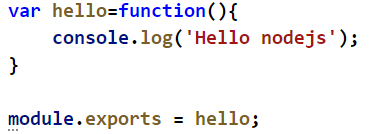 var hello=function(){
    console.log('Hello nodejs');
}

module.exports = hello;